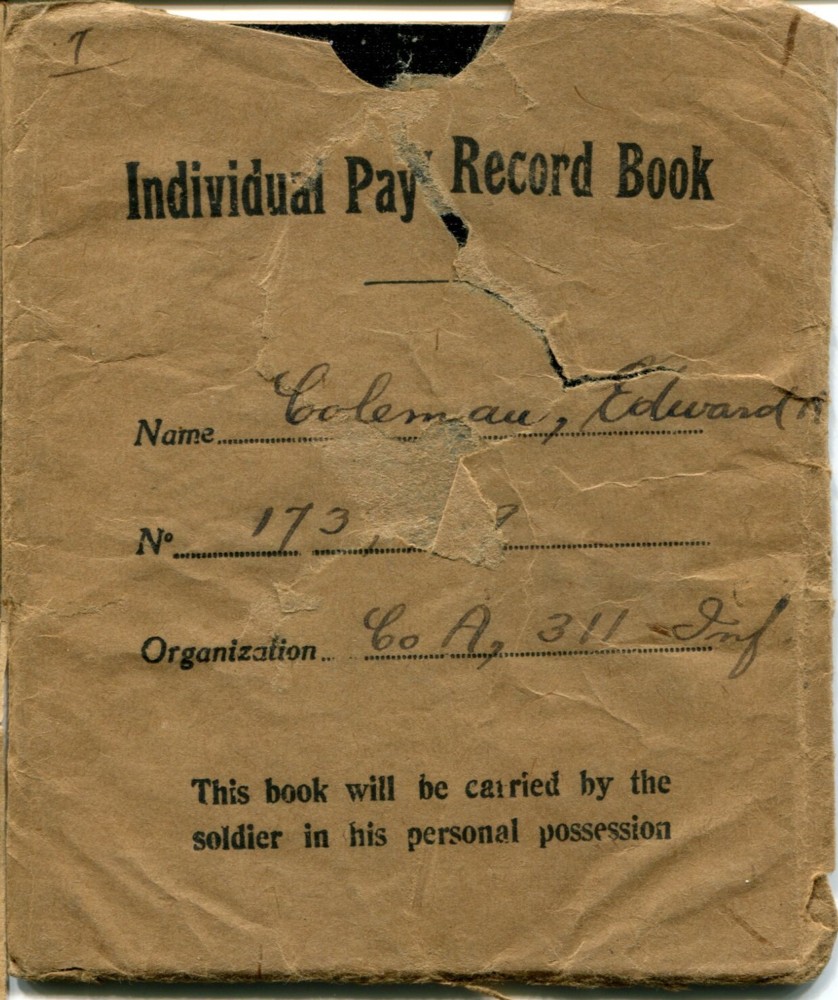 Individual Pay Record Book
Name Coleman, Edward
No. 173
Organization Co A, 311 Inf
This book will be carried by the
soldier in his personal possession